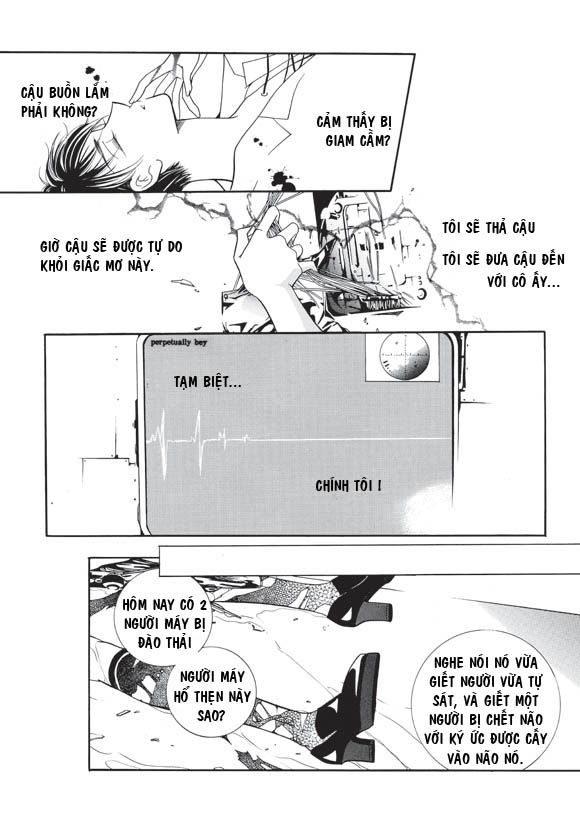 CẬU BUỒN LẮM
PHẢI KHÔNG?
CẢM THẤY BỊ
GIAM CẦM?
GIỜ CẬU SẼ ĐƯỢC TỰ DO
KHỎI GIẤC MƠ NÀY.
TÔI SẼ THẢ CẬU
TÔI SẼ ĐƯA CẬU ĐẾN
VỚI CÔ ẤY...
perpetually bey
TẠM BIỆT...
CHÍNH TÔI !
HÔM NAY CÓ 2
NGƯỜI MÁY BỊ
ĐÀO THẢI
NGƯỜI MÁY
HỔ THẸN NÀY
SAO?
NGHE NÓI NÓ VỪA
GIẾT NGƯỜI VỪA TỰ
SÁT, VÀ GIẾT MỘT
NGƯỜI BỊ CHẾT NÃO
VỚI KÝ ỨC ĐƯỢC CẤY
VÀO NÃO NÓ.